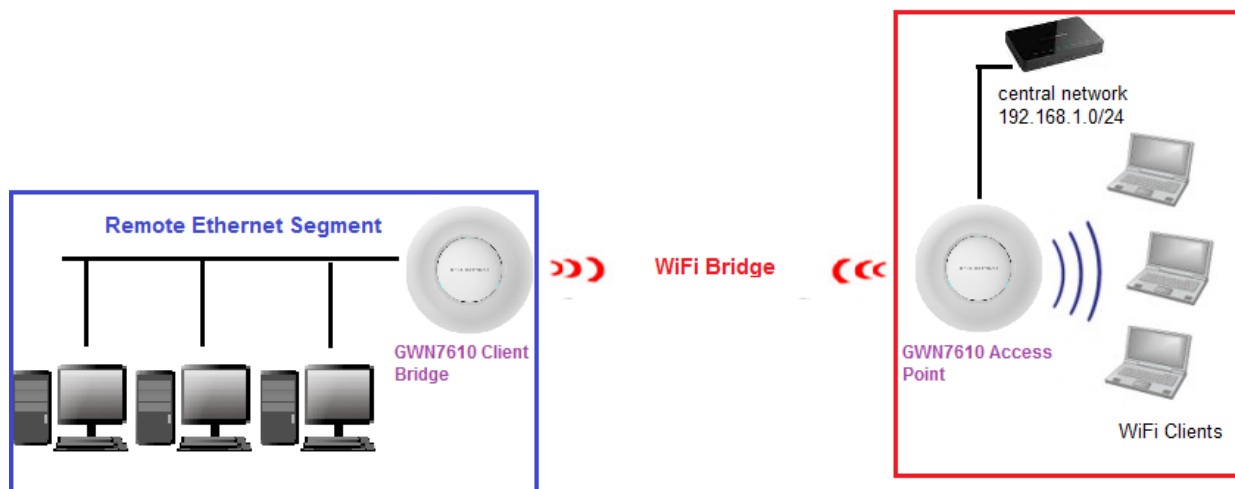 central network
192.168.1.0/24
Remote Ethernet Segment
WiFi Bridge
GWN7610 Client
Bridge
GWN7610 Access
Point
WiFi Clients